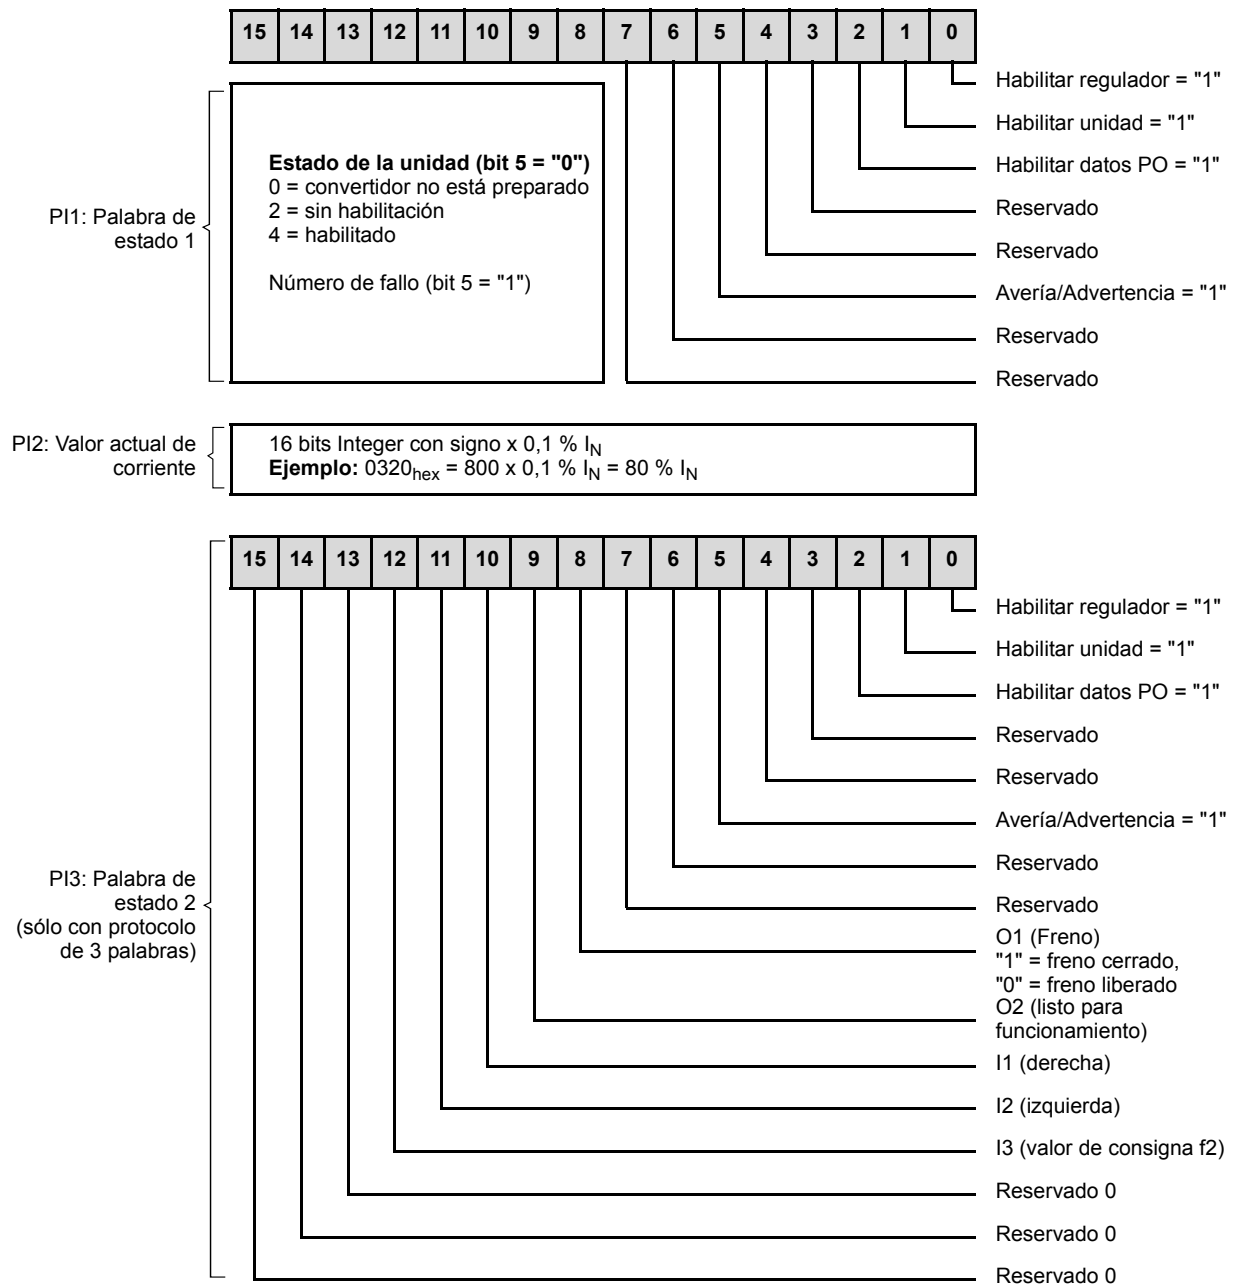 15 14 13 12 11 10 9 8 7 6 5 4 3 2 1 0
Habilitar regulador = "1"
Habilitar unidad = "1"
Habilitar datos PO = "1"
Reservado
Reservado
Avería/Advertencia = "1"
Reservado
Reservado
PI1: Palabra de
estado 1
Estado de la unidad (bit 5 = "0")
0 = convertidor no está preparado
2 = sin habilitación
4 = habilitado
Número de fallo (bit 5 = "1")
PI2: Valor actual de
corriente
16 bits Integer con signo x 0,1 % IN
Ejemplo: 0320hex = 800 x 0,1 % IN = 80 % IN
15 14 13 12 11 10 9 8 7 6 5 4 3 2 1 0
Habilitar regulador = "1"
Habilitar unidad = "1"
Habilitar datos PO = "1"
Reservado
Reservado
Avería/Advertencia = "1"
Reservado
Reservado
O1 (Freno)
"1" = freno cerrado,
"0" = freno liberado
O2 (listo para
funcionamiento)
I1 (derecha)
I2 (izquierda)
I3 (valor de consigna f2)
Reservado 0
Reservado 0
Reservado 0
PI3: Palabra de
estado 2
(sólo con protocolo
de 3 palabras)